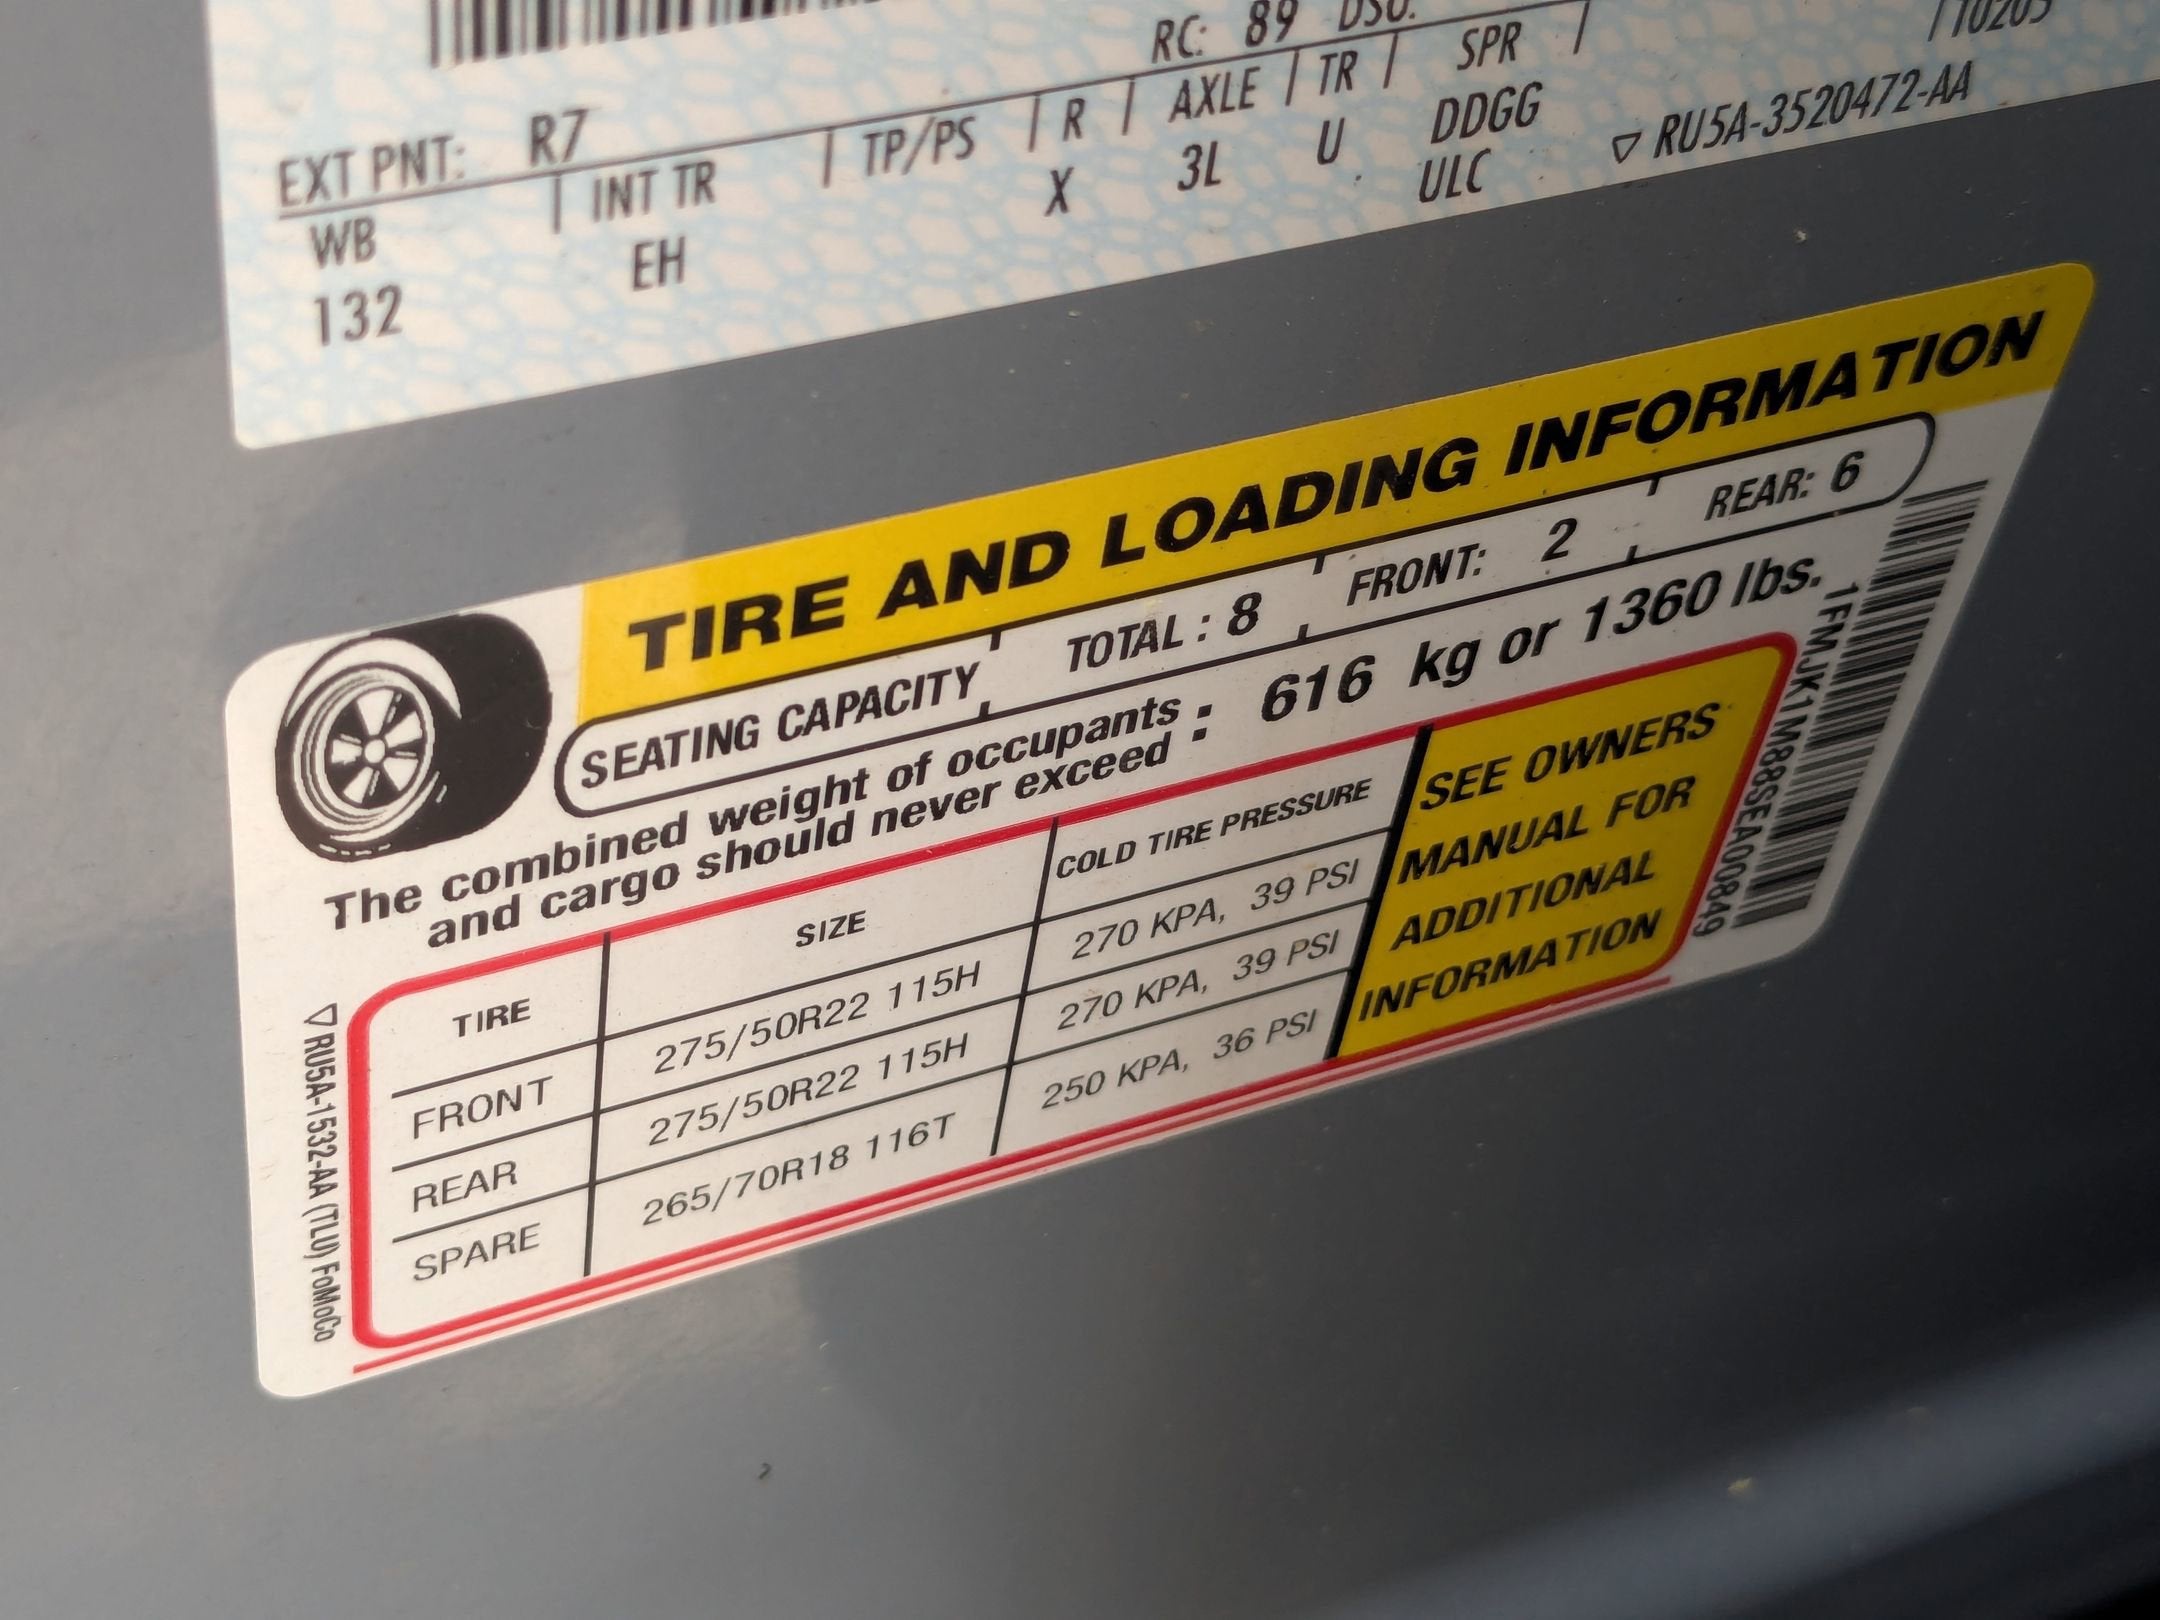 RC: 89 DSO:
EXT PNT: R7
WB | INT TR | TP/PS | R | AXLE | TR | SPR |
132 EH X 3L U DDGG
ULC
▽ RU5A-3520472-AA
TIRE AND LOADING INFORMATION
SEATING CAPACITY TOTAL : 8 FRONT: 2 REAR: 6
The combined weight of occupants
and cargo should never exceed : 616 kg or 1360 lbs.
TIRE SIZE COLD TIRE PRESSURE
FRONT 275/50R22 115H 270 KPA, 39 PSI
REAR 275/50R22 115H 270 KPA, 39 PSI
SPARE 265/70R18 116T 250 KPA, 36 PSI
SEE OWNERS
MANUAL FOR
ADDITIONAL
INFORMATION
1FMJK1M88SEA00849
▽RU5A-1532-AA (TLU) FoMoCo